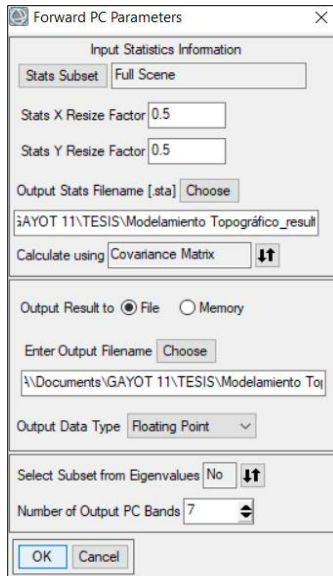 Forward PC Parameters
Input Statistics Information
Stats Subset Full Scene
Stats X Resize Factor 0.5
Stats Y Resize Factor 0.5
Output Stats Filename [.sta] Choose
GAYOT 11\TESIS\Modelamiento Topográfico_result
Calculate using Covariance Matrix
Output Result to File Memory
Enter Output Filename Choose
\Documents\GAYOT 11\TESIS\Modelamiento Top
Output Data Type Floating Point
Select Subset from Eigenvalues No
Number of Output PC Bands 7
OK Cancel